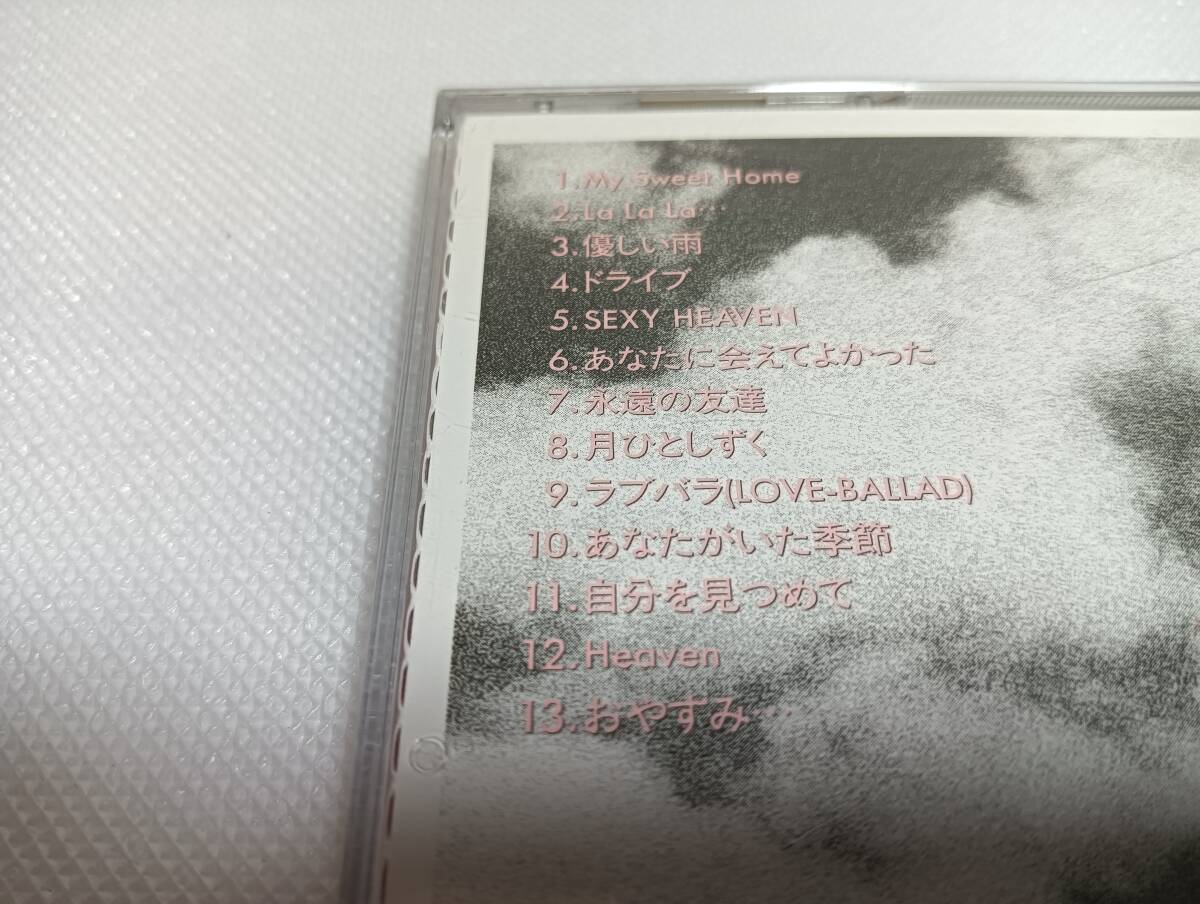 1. My Sweet Home
2. La La La…
3. 優しい雨
4. ドライブ
5. SEXY HEAVEN
6. あなたに会えてよかった
7. 永遠の友達
8. 月ひとしずく
9. ラブバラ(LOVE-BALLAD)
10. あなたがいた季節
11. 自分を見つめて
12. Heaven
13. おやすみ…